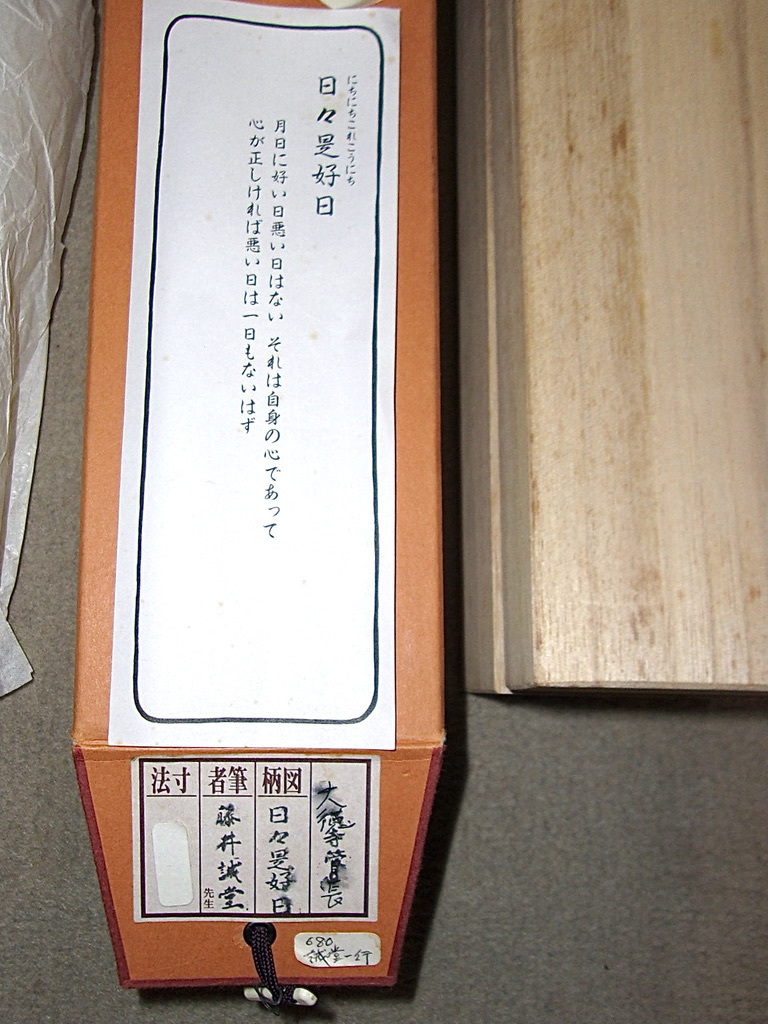 日々是好日
にちにちこれこうにち
月日に好い日悪い日はない それは自身の心であって
心が正しければ悪い日は一日もないはず
大徳寺管長
図柄
日々是好日
筆者
藤井誠堂
先生
寸法
680
誠堂一行